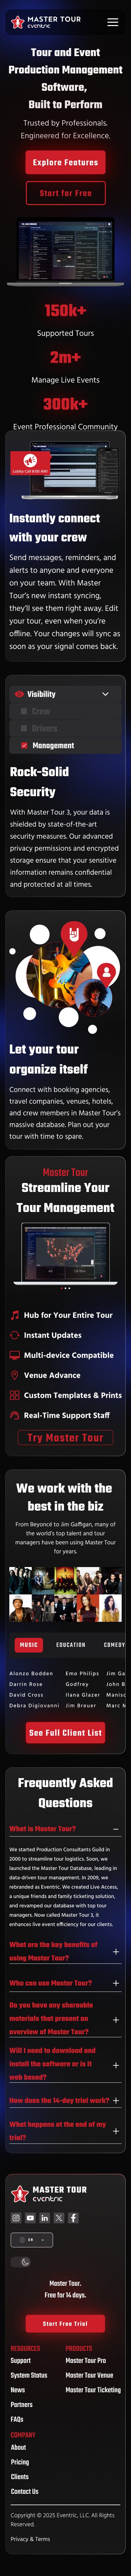 MASTER TOUR
eventric
Tour and Event
Production Management
Software,
Built to Perform
Trusted by Professionals.
Engineered for Excellence.
Explore Features
Start for Free
150k+
Supported Tours
2m+
Manage Live Events
300k+
Event Professional Community
Lobby Call 8:00 AM!
Instantly connect
with your crew
Send messages, reminders, and
alerts to anyone and everyone
on your team. With Master
Tour's new instant syncing,
they'll see them right away. Edit
your tour, even when you're
offline. Your changes will sync as
soon as your signal comes back.
Visibility
Crew
Drivers
Management
Rock-Solid
Security
With Master Tour 3, your data is
shielded by state-of-the-art
security measures. Our advanced
privacy permissions and encrypted
storage ensure that your sensitive
information remains confidential
and protected at all times.
Let your tour
organize itself
Connect with booking agencies,
travel companies, venues, hotels,
and crew members in Master Tour's
massive database. Plan out your
tour with time to spare.
Master Tour
Streamline Your
Tour Management
Hub for Your Entire Tour
Instant Updates
Multi-device Compatible
Venue Advance
Custom Templates & Prints
Real-Time Support Staff
Try Master Tour
We work with the
best in the biz
From Beyonce to Jim Gaffigan, many of
the world's top talent and tour
managers have been using Master Tour
for years.
MUSIC EDUCATION COMEDY
Alonzo Bodden Emo Philips Jim Ga
Darrin Rose Godfrey John B
David Cross Ilana Glazer Manisc
Debra Digiovanni Jim Breuer Marc M
See Full Client List
Frequently Asked
Questions
What is Master Tour?
We started Production Consultants Guild in
2000 to streamline tour logistics. Soon, we
launched the Master Tour Database, leading in
data-driven tour management. In 2009, we
rebranded as Eventric. We created Live Access,
a unique friends and family ticketing solution,
and revamped our database with top tour
managers. Now called Master Tour 3, it
enhances live event efficiency for our clients.
What are the key benefits of
using Master Tour?
Who can use Master Tour?
Do you have any shareable
materials that present an
overview of Master Tour?
Will I need to download and
install the software or is it
web based?
How does the 14-day trial work?
What happens at the end of my
trial?
MASTER TOUR
eventric
EN
Master Tour.
Free for 14 days.
Start Free Trial
RESOURCES PRODUCTS
Support Master Tour Pro
System Status Master Tour Venue
News Master Tour Ticketing
Partners
FAQs
COMPANY
About
Pricing
Clients
Contact Us
Copyright © 2025 Eventric, LLC. All Rights
Reserved.
Privacy & Terms